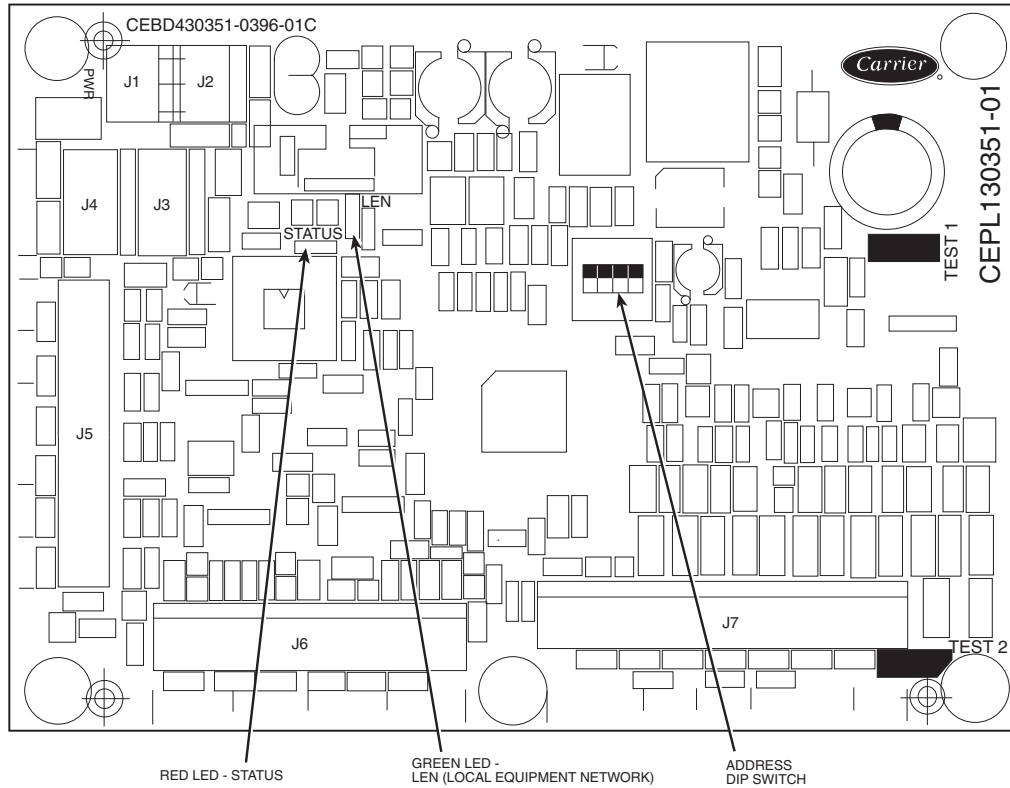 CEBD430351-0396-01C
PWR
J1
J2
Carrier
CEPL130351-01
TEST 1
J4
J3
LEN
STATUS
J5
J6
J7
TEST 2
RED LED - STATUS
GREEN LED -
LEN (LOCAL EQUIPMENT NETWORK)
ADDRESS
DIP SWITCH